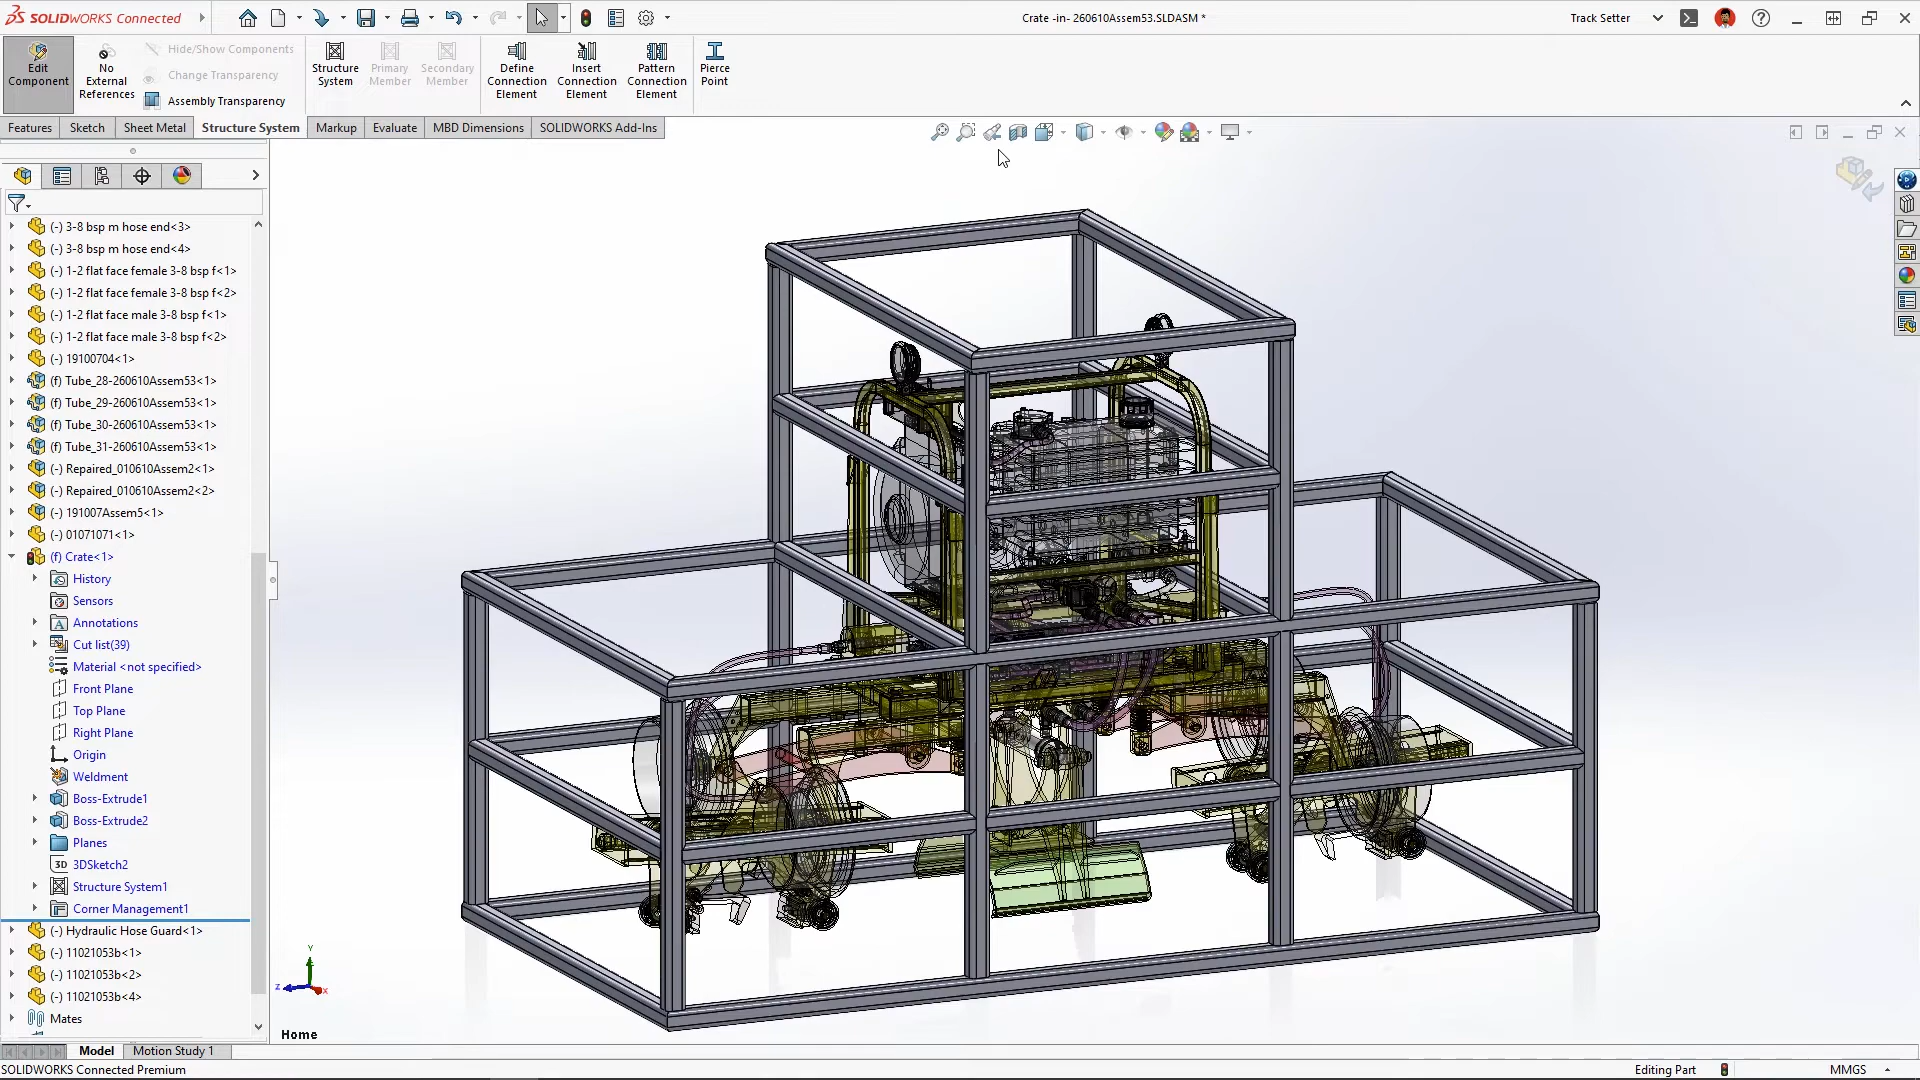 SOLIDWORKS Connected
Crate -in- 260610Assem53.SLDASM *
Track Setter
Edit Component
No External References
Hide/Show Components
Change Transparency
Assembly Transparency
Structure System
Primary Member
Secondary Member
Define Connection Element
Insert Connection Element
Pattern Connection Element
Pierce Point
Features
Sketch
Sheet Metal
Structure System
Markup
Evaluate
MBD Dimensions
SOLIDWORKS Add-Ins
(-) 3-8 bsp m hose end<3>
(-) 3-8 bsp m hose end<4>
(-) 1-2 flat face female 3-8 bsp f<1>
(-) 1-2 flat face female 3-8 bsp f<2>
(-) 1-2 flat face male 3-8 bsp f<1>
(-) 1-2 flat face male 3-8 bsp f<2>
(-) 19100704<1>
(f) Tube_28-260610Assem53<1>
(f) Tube_29-260610Assem53<1>
(f) Tube_30-260610Assem53<1>
(f) Tube_31-260610Assem53<1>
(-) Repaired_010610Assem2<1>
(-) Repaired_010610Assem2<2>
(-) 191007Assem5<1>
(-) 01071071<1>
(f) Crate<1>
History
Sensors
Annotations
Cut list(39)
Material <not specified>
Front Plane
Top Plane
Right Plane
Origin
Weldment
Boss-Extrude1
Boss-Extrude2
Planes
3D 3DSketch2
Structure System1
Corner Management1
(-) Hydraulic Hose Guard<1>
(-) 11021053b<1>
(-) 11021053b<2>
(-) 11021053b<4>
Mates
Y
Z
X
Home
Model
Motion Study 1
SOLIDWORKS Connected Premium
Editing Part
MMGS